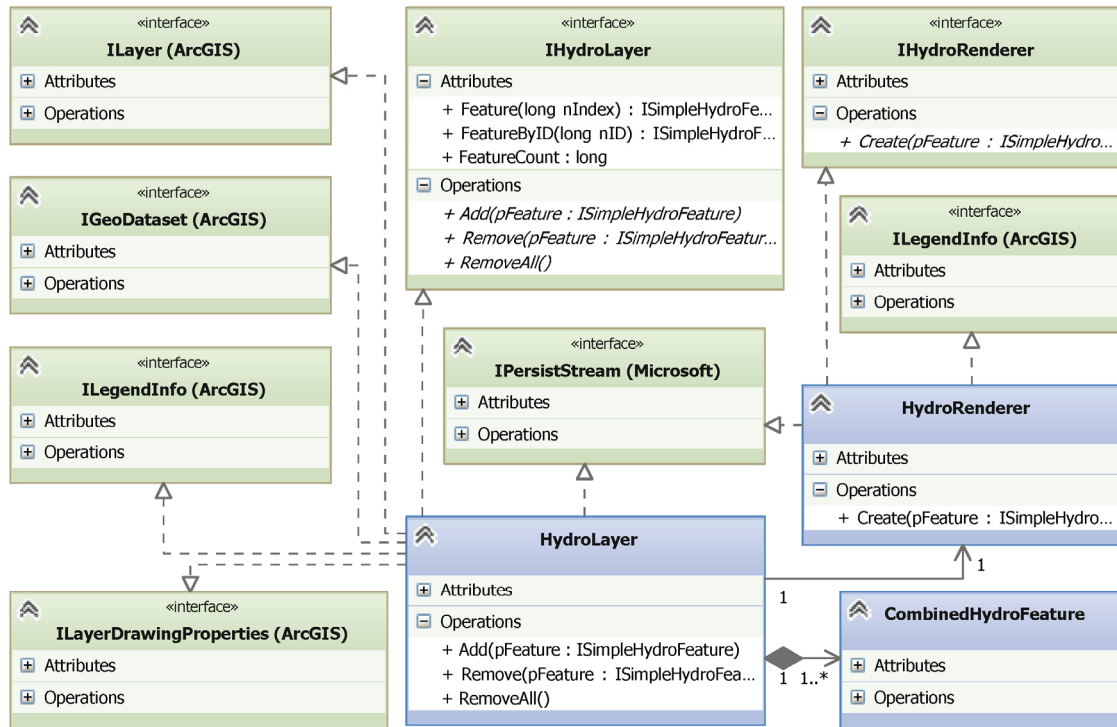 «interface»
ILayer (ArcGIS)
Attributes
Operations
«interface»
IHydroLayer
Attributes
+ Feature(long nIndex) : ISimpleHydroFe...
+ FeatureByID(long nID) : ISimpleHydroF...
+ FeatureCount : long
Operations
+ Add(pFeature : ISimpleHydroFeature)
+ Remove(pFeature : ISimpleHydroFeatur...
+ RemoveAll()
«interface»
IHydroRenderer
Attributes
Operations
+ Create(pFeature : ISimpleHydro...
«interface»
IGeoDataset (ArcGIS)
Attributes
Operations
«interface»
ILegendInfo (ArcGIS)
Attributes
Operations
«interface»
ILegendInfo (ArcGIS)
Attributes
Operations
«interface»
IPersistStream (Microsoft)
Attributes
Operations
HydroRenderer
Attributes
Operations
+ Create(pFeature : ISimpleHydro...
HydroLayer
Attributes
Operations
+ Add(pFeature : ISimpleHydroFeature)
+ Remove(pFeature : ISimpleHydroFea...
+ RemoveAll()
1
1
1
1..*
«interface»
ILayerDrawingProperties (ArcGIS)
Attributes
Operations
CombinedHydroFeature
Attributes
Operations